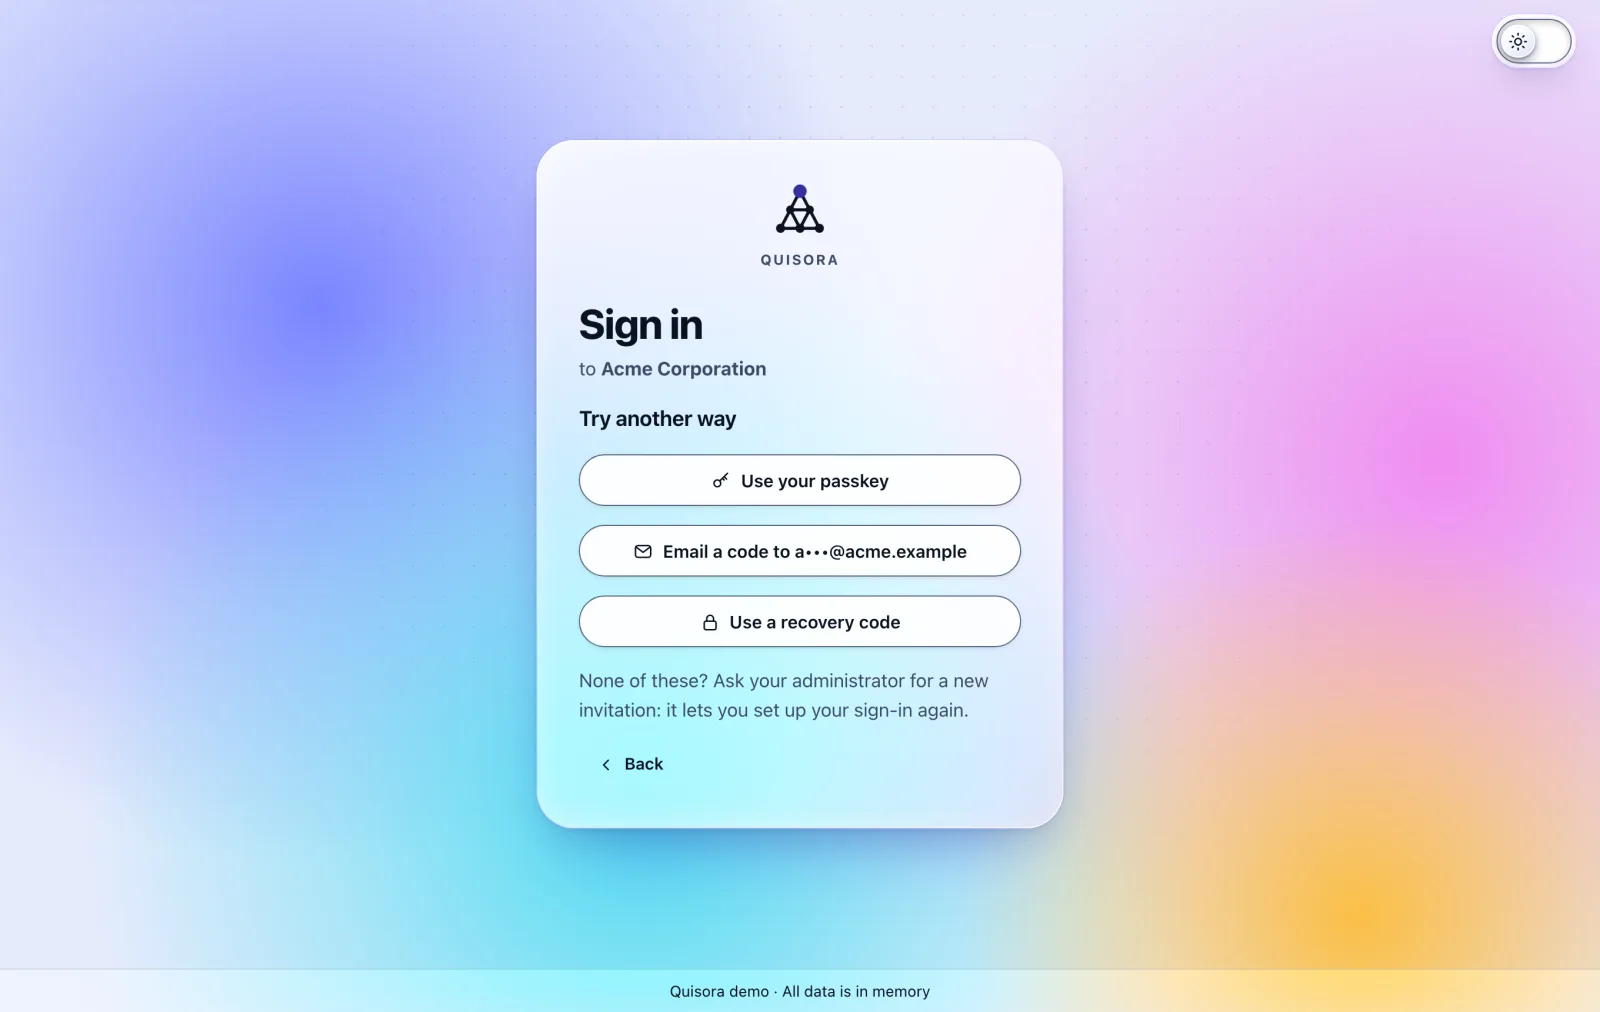 QUISORA
Sign in
to Acme Corporation
Try another way
Use your passkey
Email a code to a•••@acme.example
Use a recovery code
None of these? Ask your administrator for a new
invitation: it lets you set up your sign-in again.
Back
Quisora demo · All data is in memory